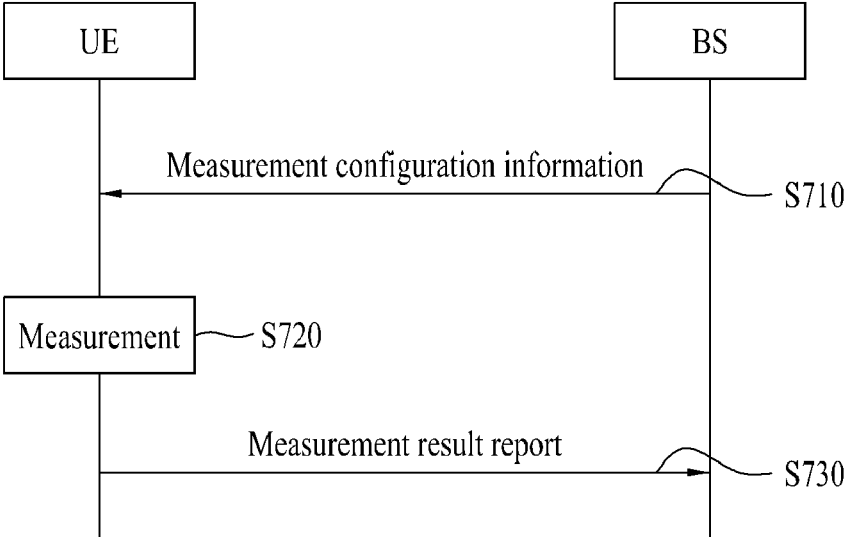 UE
BS
Measurement configuration information
S710
Measurement
S720
Measurement result report
S730